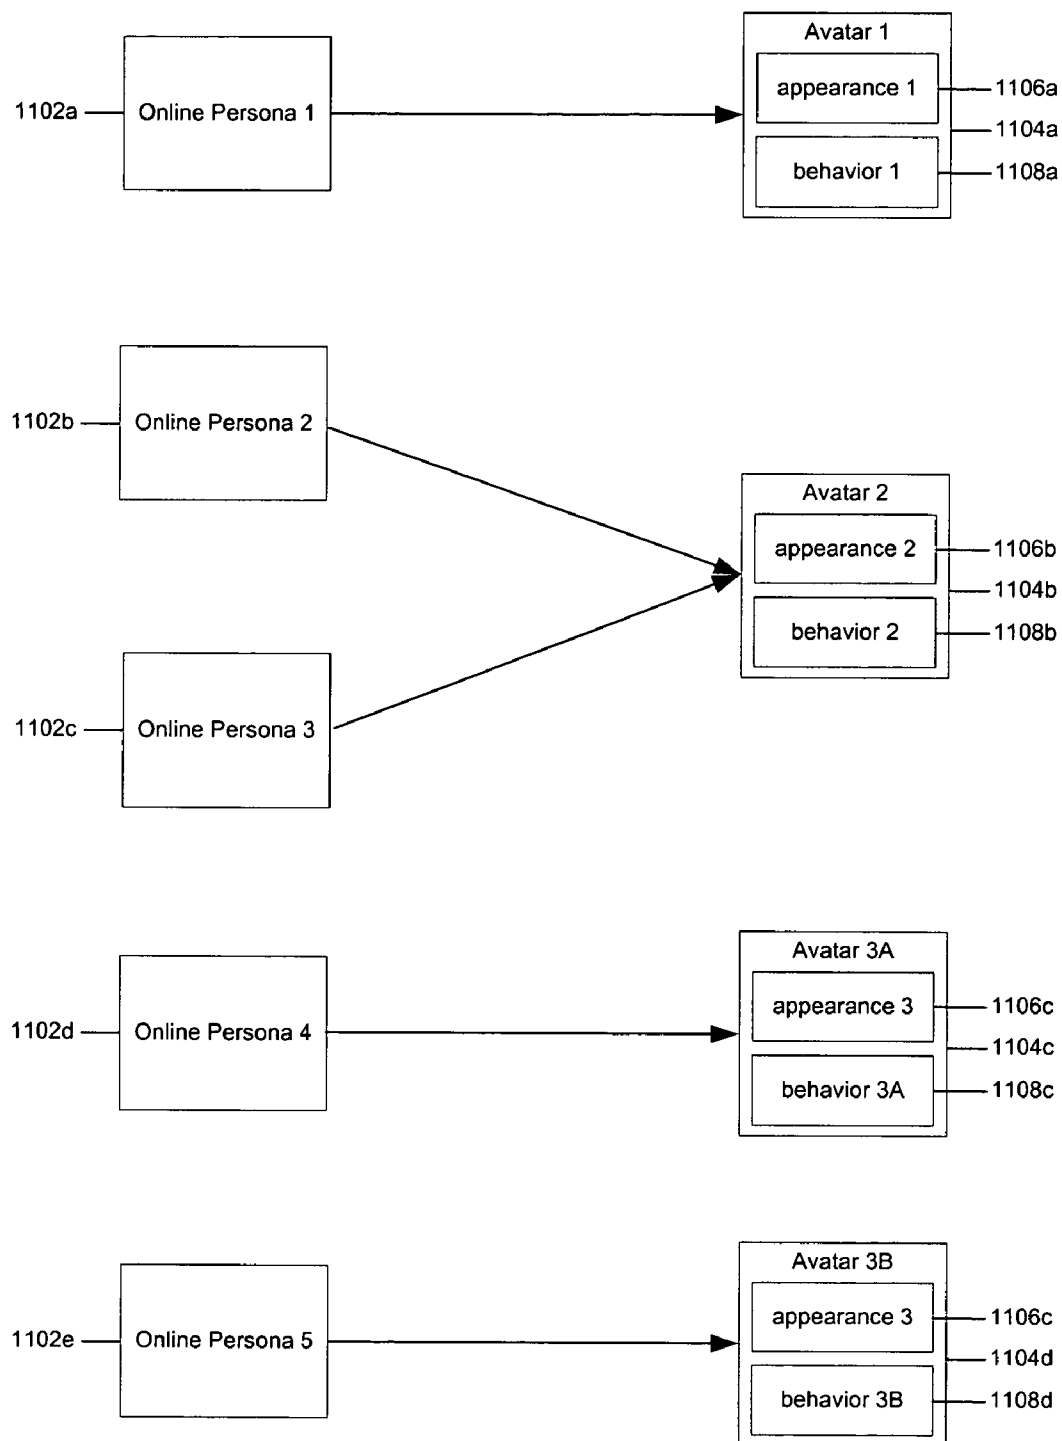 Avatar 1
appearance 1
1106a
1102a
Online Persona 1
1104a
behavior 1
1108a
1102b
Online Persona 2
Avatar 2
appearance 2
1106b
1104b
behavior 2
1108b
1102c
Online Persona 3
Avatar 3A
appearance 3
1106c
1102d
Online Persona 4
1104c
behavior 3A
1108c
Avatar 3B
appearance 3
1106c
1102e
Online Persona 5
1104d
behavior 3B
1108d